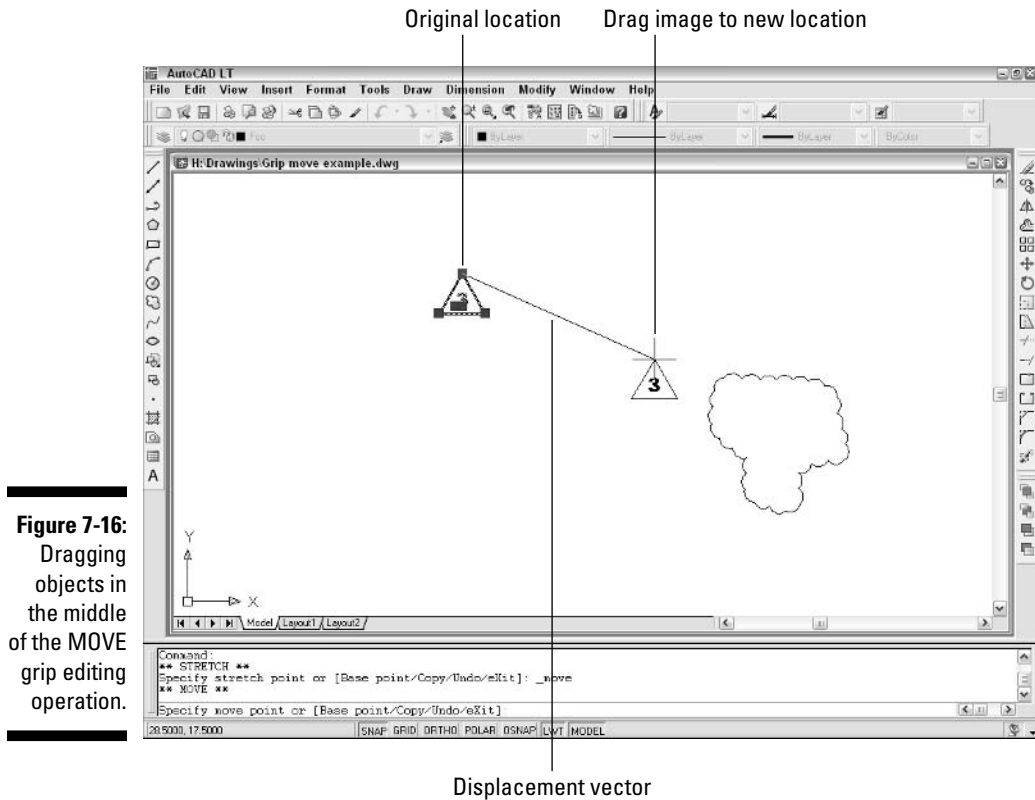 Original location
Drag image to new location
AutoCAD LT
File Edit View Insert Format Tools Draw Dimension Modify Window Help
Foo
ByLayer
ByLayer
ByLayer
ByColor
H:\Drawings\Grip move example.dwg
3
Y
X
Model Layout1 Layout2
Command:
** STRETCH **
Specify stretch point or [Base point/Copy/Undo/eXit]: _move
** MOVE **
Specify move point or [Base point/Copy/Undo/eXit]:
28.5000, 17.5000
SNAP GRID ORTHO POLAR OSNAP LWT MODEL
Displacement vector
Figure 7-16:
Dragging
objects in
the middle
of the MOVE
grip editing
operation.